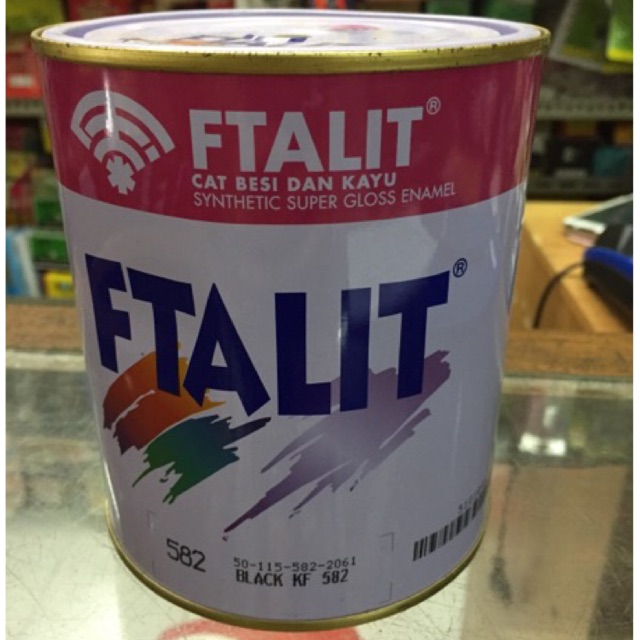 FTALIT®
CAT BESI DAN KAYU
SYNTHETIC SUPER GLOSS ENAMEL
FTALIT®
582
50-115-582-2061
BLACK KF 582